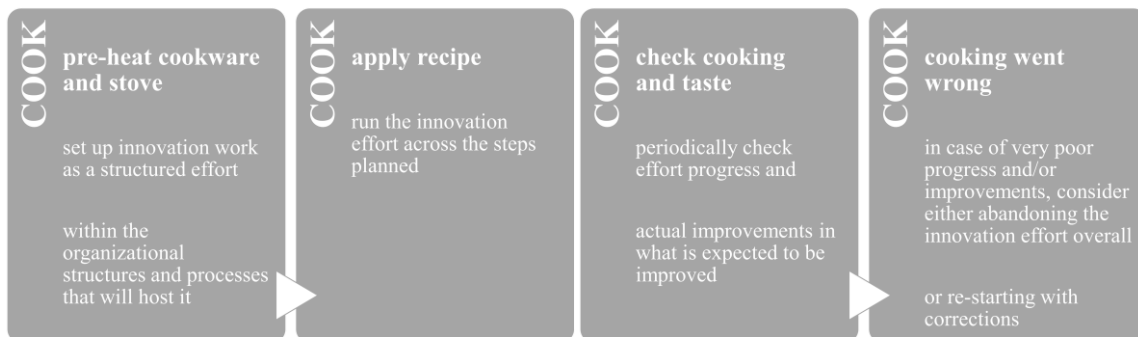 COOK
pre-heat cookware
and stove
set up innovation work
as a structured effort
within the
organizational
structures and processes
that will host it
COOK
apply recipe
run the innovation
effort across the steps
planned
COOK
check cooking
and taste
periodically check
effort progress and
actual improvements in
what is expected to be
improved
COOK
cooking went
wrong
in case of very poor
progress and/or
improvements, consider
either abandoning the
innovation effort overall
or re-starting with
corrections